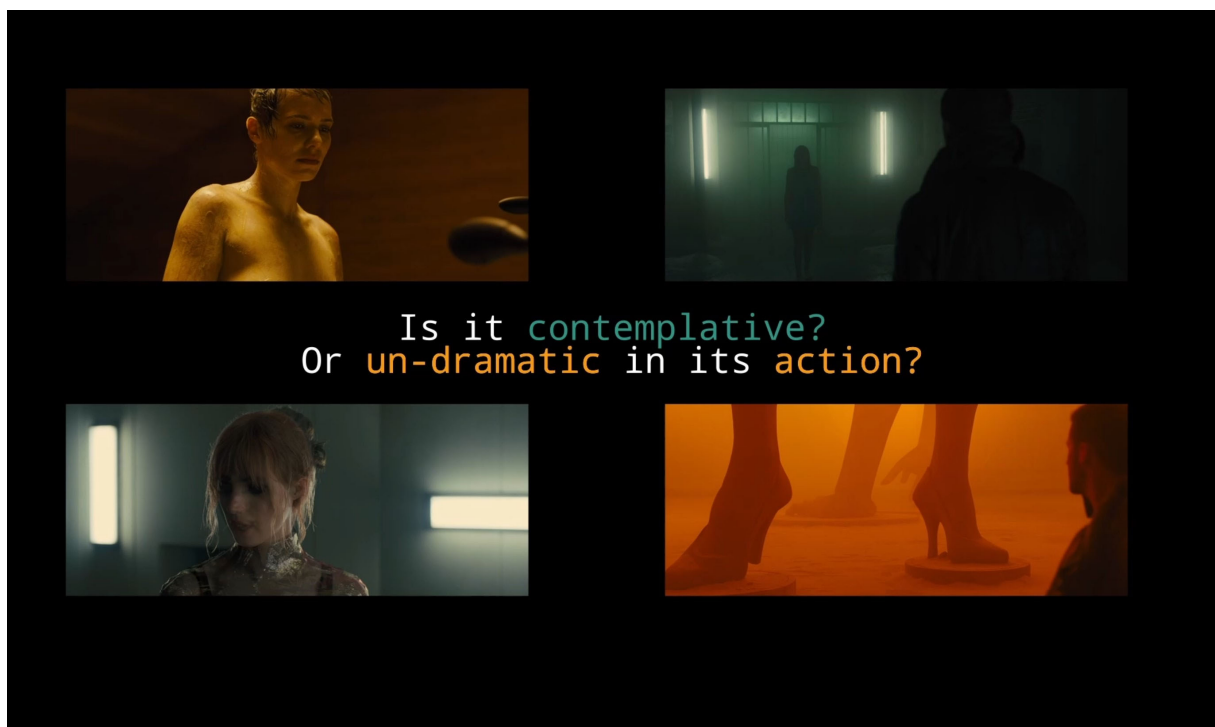 Is it contemplative?
Or un-dramatic in its action?